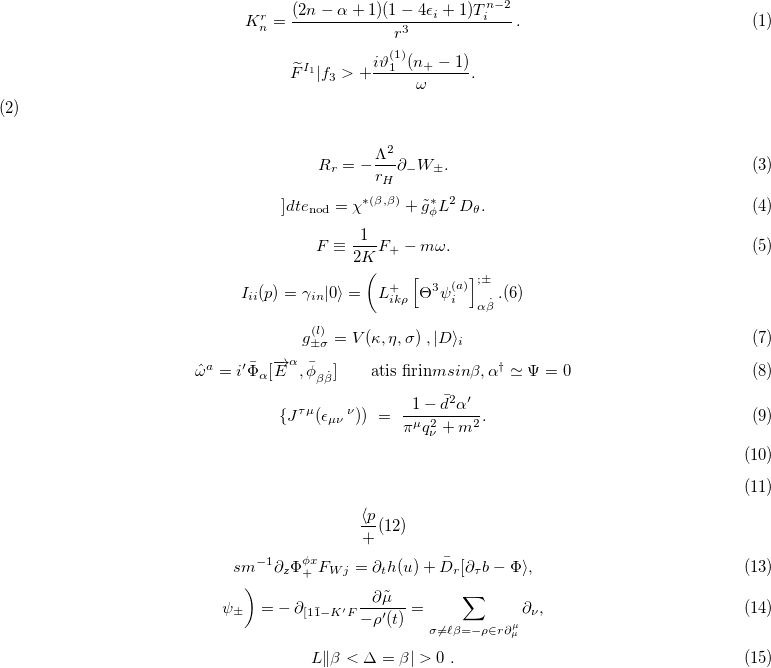 $K_n^r = \frac{(2n - \alpha + 1)(1 - 4\epsilon_i + 1)T_i^{n-2}}{r^3}\,.$ (1)
$\widetilde{F}^{I_1}|f_3 > + \frac{i\vartheta_1^{(1)}(n_+ - 1)}{\omega}.$
(2)
$R_r = -\frac{\Lambda^2}{r_H}\partial_- W_\pm.$ (3)
$]dte_{\text{nod}} = \chi^{*(\beta,\beta)} + \tilde{g}_\phi^* L^2 D_\theta.$ (4)
$F \equiv \frac{1}{2K}F_+ - m\omega.$ (5)
$I_{ii}(p) = \gamma_{in}|0\rangle = \left( L_{ik\rho}^+ \left[ \Theta^3 \psi_i^{(a)} \right]_{\alpha\dot{\beta}}^{;\pm} \right..(6)$
$g_{\pm\sigma}^{(l)} = V(\kappa, \eta, \sigma)\,, |D\rangle_i$ (7)
$\hat{\omega}^a = i'\bar{\Phi}_\alpha[\overrightarrow{E}^\alpha, \bar{\phi}_{\beta\dot{\beta}}] \quad \text{atis firin}msin\beta, \alpha^\dagger \simeq \Psi = 0$ (8)
$\{J^{\tau\mu}(\epsilon_{\mu\nu}{}^\nu)) \ = \ \frac{1 - \bar{d}^2\alpha'}{\pi^\mu q_\nu^2 + m^2}.$ (9)
(10)
(11)
$\frac{\langle p}{+}(12)$
$sm^{-1}\partial_z \Phi_+^{\phi x} F_{Wj} = \partial_t h(u) + \bar{D}_r[\partial_\tau b - \Phi\rangle,$ (13)
$\left. \psi_\pm \right) = -\partial_{[1\bar{1}-K'F} \frac{\partial\tilde{\mu}}{-\rho'(t)} = \sum_{\sigma \neq \ell\beta = -\rho \in r\partial_\mu^\mu} \partial_\nu,$ (14)
$L \| \beta < \Delta = \beta | > 0\ .$ (15)